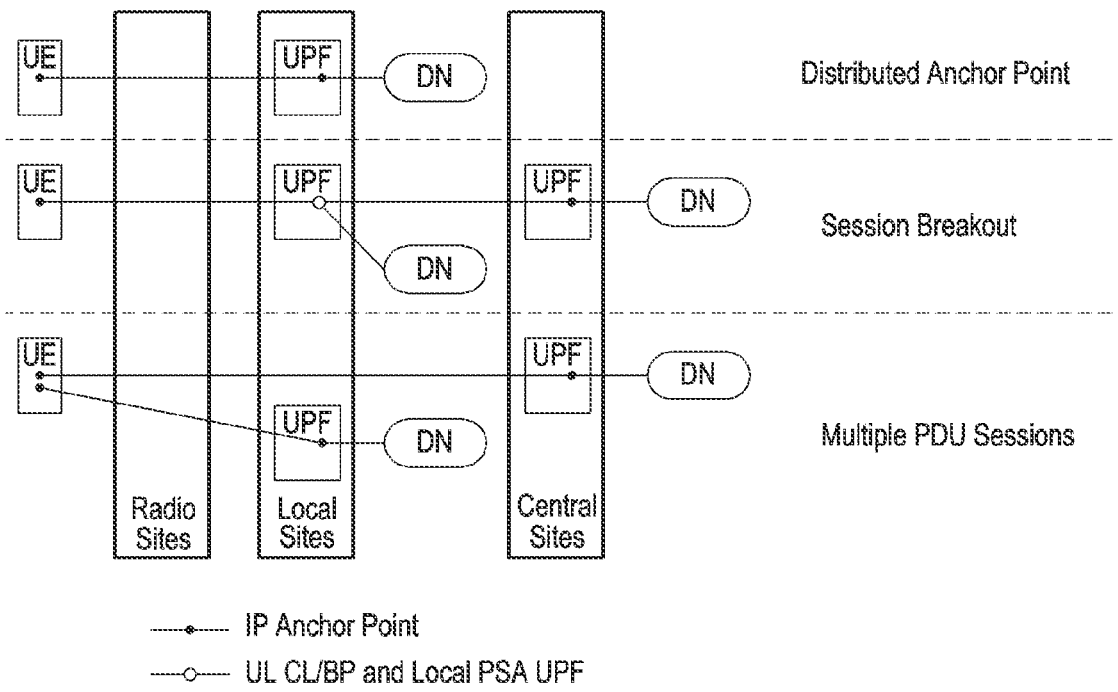 UE UPF DN Distributed Anchor Point
UE UPF UPF DN
Session Breakout
DN
UE UPF DN
UPF DN Multiple PDU Sessions
Radio Sites
Local Sites
Central Sites
IP Anchor Point
UL CL/BP and Local PSA UPF